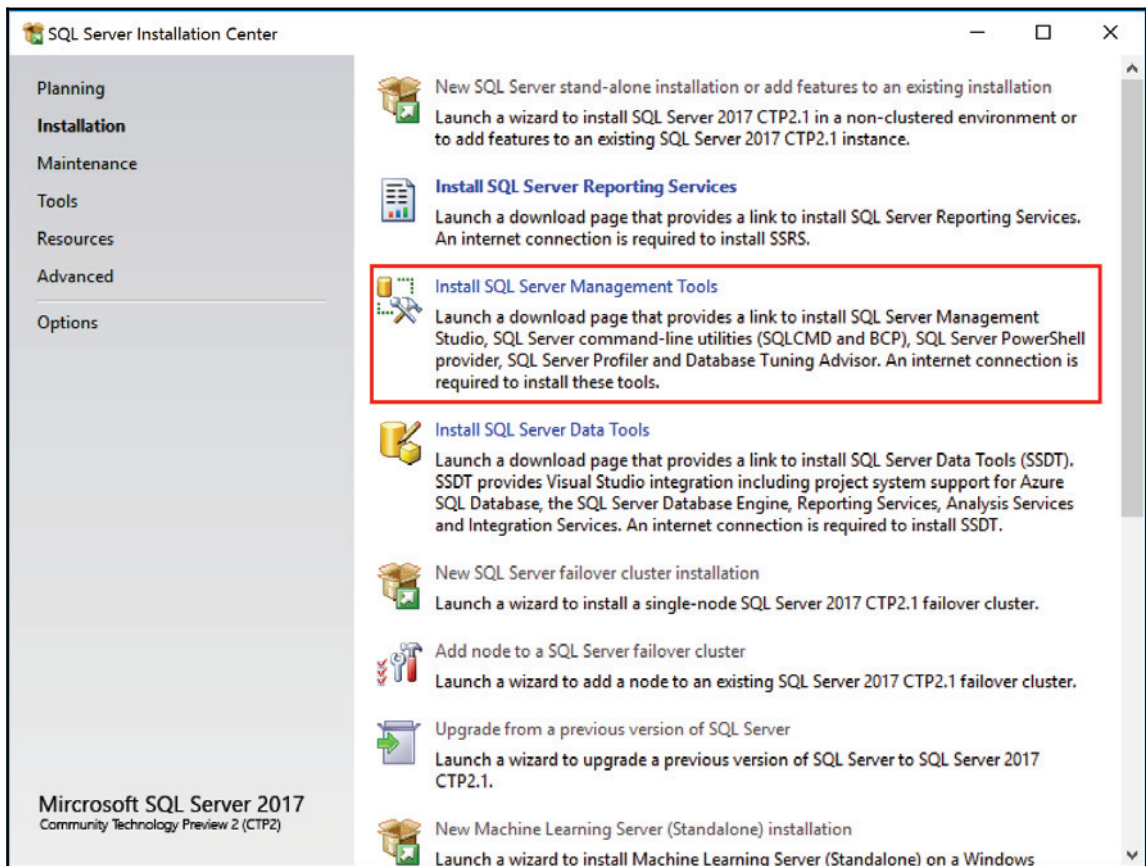 SQL Server Installation Center
Planning
Installation
Maintenance
Tools
Resources
Advanced
Options
Mircrosoft SQL Server 2017
Community Technology Preview 2 (CTP2)
New SQL Server stand-alone installation or add features to an existing installation
Launch a wizard to install SQL Server 2017 CTP2.1 in a non-clustered environment or
to add features to an existing SQL Server 2017 CTP2.1 instance.
Install SQL Server Reporting Services
Launch a download page that provides a link to install SQL Server Reporting Services.
An internet connection is required to install SSRS.
Install SQL Server Management Tools
Launch a download page that provides a link to install SQL Server Management
Studio, SQL Server command-line utilities (SQLCMD and BCP), SQL Server PowerShell
provider, SQL Server Profiler and Database Tuning Advisor. An internet connection is
required to install these tools.
Install SQL Server Data Tools
Launch a download page that provides a link to install SQL Server Data Tools (SSDT).
SSDT provides Visual Studio integration including project system support for Azure
SQL Database, the SQL Server Database Engine, Reporting Services, Analysis Services
and Integration Services. An internet connection is required to install SSDT.
New SQL Server failover cluster installation
Launch a wizard to install a single-node SQL Server 2017 CTP2.1 failover cluster.
Add node to a SQL Server failover cluster
Launch a wizard to add a node to an existing SQL Server 2017 CTP2.1 failover cluster.
Upgrade from a previous version of SQL Server
Launch a wizard to upgrade a previous version of SQL Server to SQL Server 2017
CTP2.1.
New Machine Learning Server (Standalone) installation
Launch a wizard to install Machine Learning Server (Standalone) on a Windows